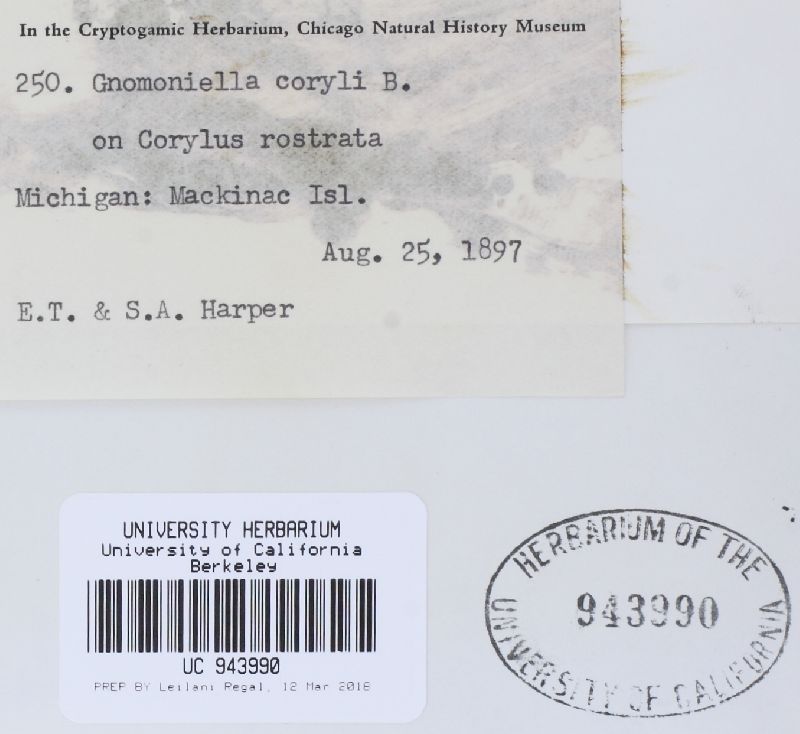 In the Cryptogamic Herbarium, Chicago Natural History Museum
250. Gnomoniella coryli B.
on Corylus rostrata
Michigan: Mackinac Isl.
Aug. 25, 1897
E.T. & S.A. Harper
UNIVERSITY HERBARIUM
University of California
Berkeley
UC 943990
PREP BY Leilani Regal, 12 Mar 2016
HERBARIUM OF THE
943990
UNIVERSITY OF CALIFORNIA